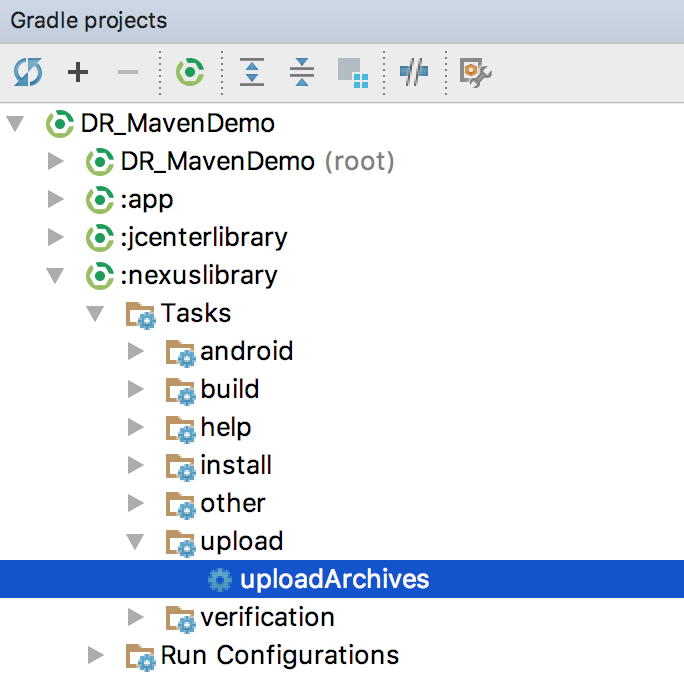 Gradle projects
DR_MavenDemo
DR_MavenDemo (root)
:app
:jcenterlibrary
:nexuslibrary
Tasks
android
build
help
install
other
upload
uploadArchives
verification
Run Configurations